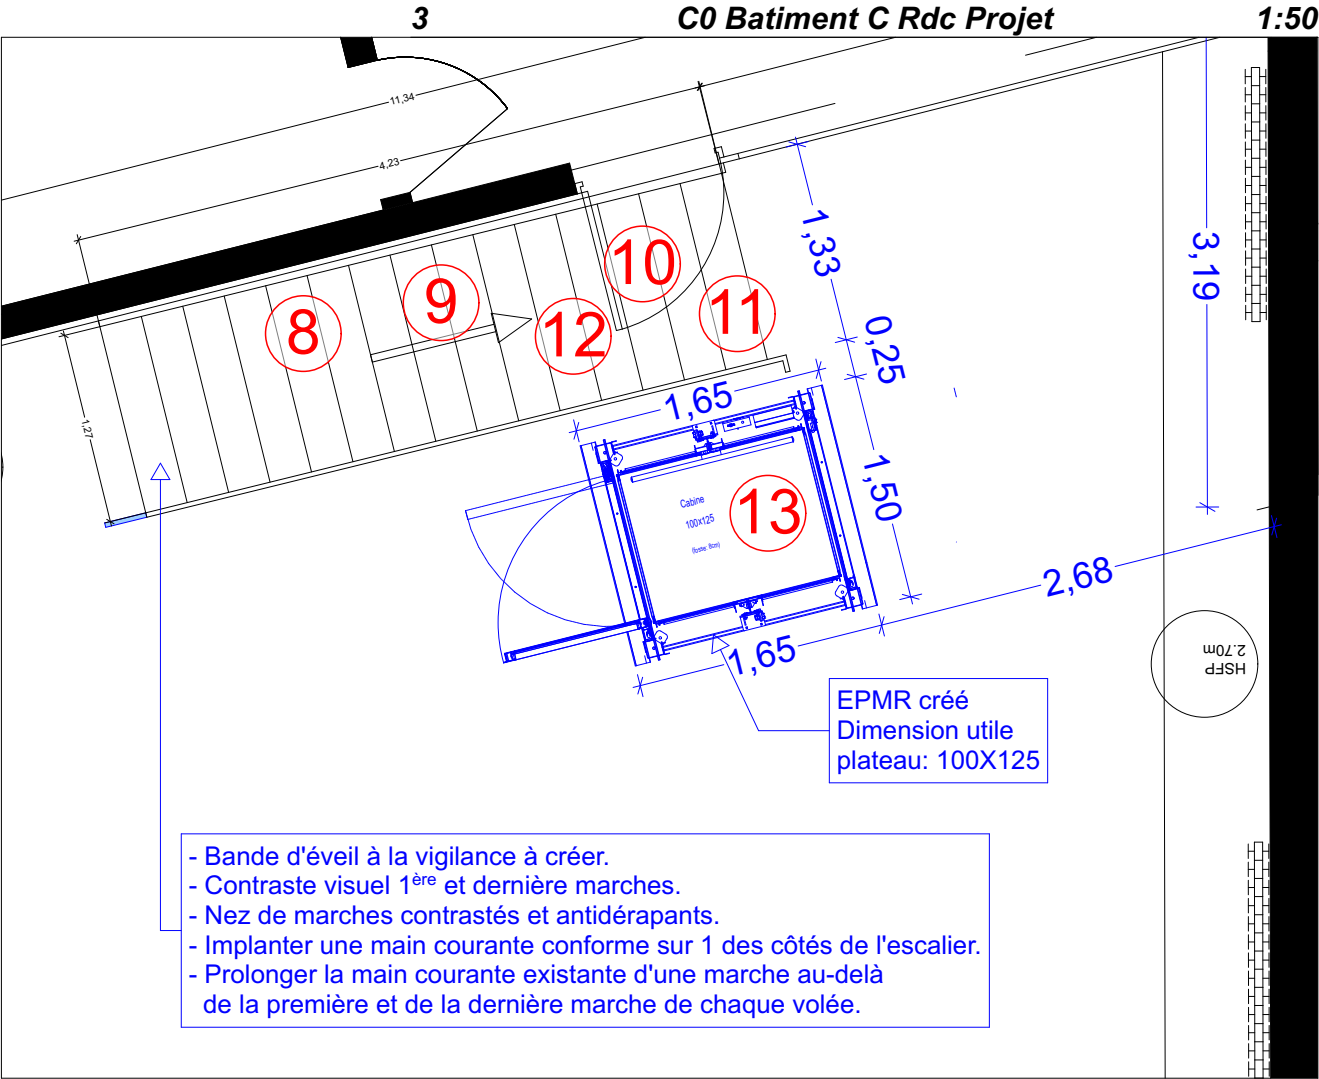 3 C0 Batiment C Rdc Projet 1:50
11,34
4,23
1,33
3,19
10
9
11
8
12
0,25
1,65
1,27
1,50
Cabine
100x125
13
2,68
1,65
HSFP
2.70m
EPMR créé
Dimension utile
plateau: 100X125
- Bande d'éveil à la vigilance à créer.
- Contraste visuel 1ère et dernière marches.
- Nez de marches contrastés et antidérapants.
- Implanter une main courante conforme sur 1 des côtés de l'escalier.
- Prolonger la main courante existante d'une marche au-delà
de la première et de la dernière marche de chaque volée.